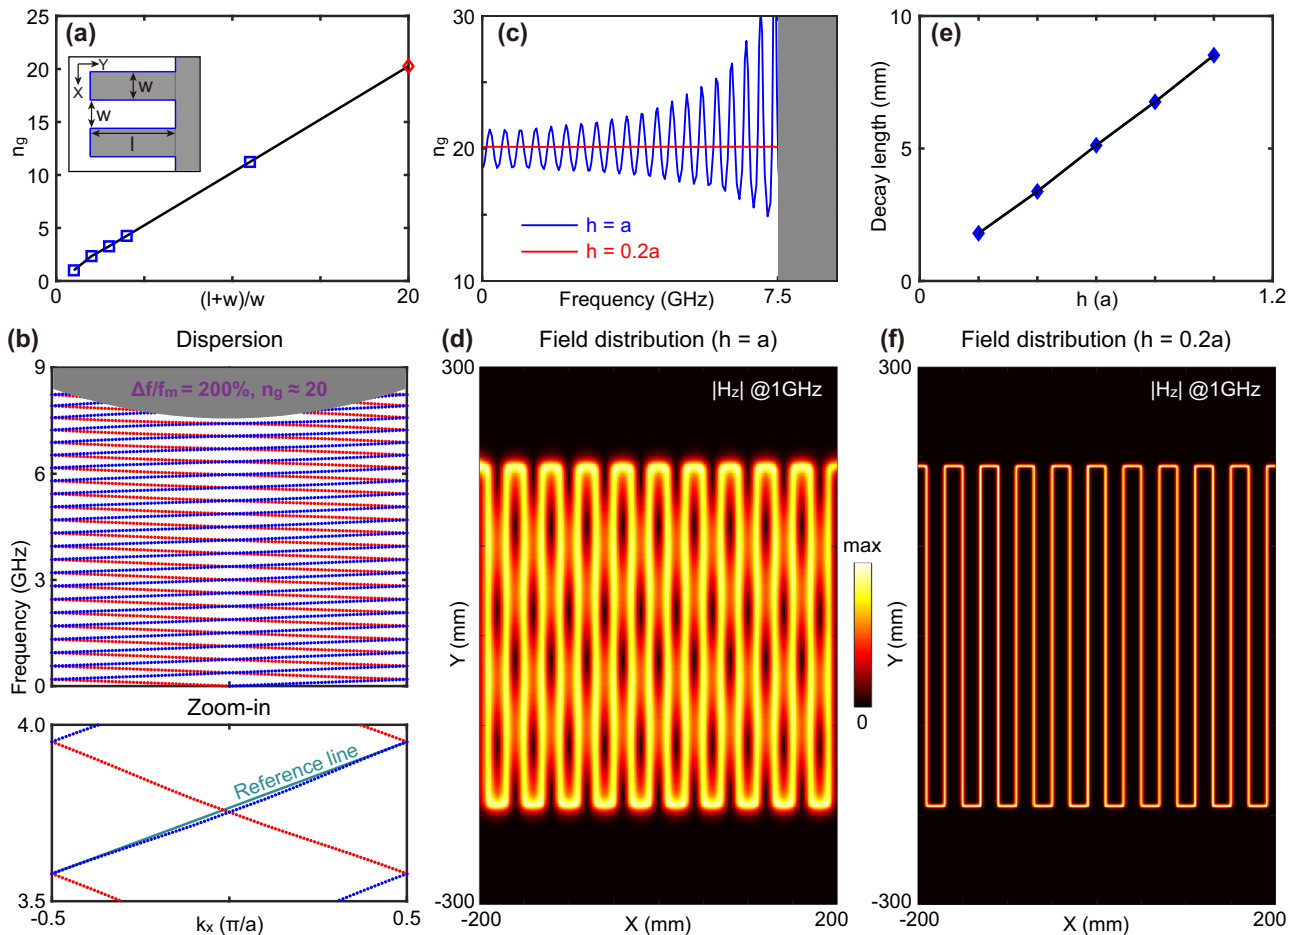 (a)
25
20
15
10
5
0
n_g
Y
X
w
w
l
0
(l+w)/w
20
(c)
30
20
10
n_g
h = a
h = 0.2a
0
Frequency (GHz)
7.5
(e)
10
5
0
Decay length (mm)
0
h (a)
1.2
(b)
Dispersion
9
6
3
0
Frequency (GHz)
Δf/f_m = 200%, n_g ≈ 20
Zoom-in
4.0
3.5
Reference line
-0.5
k_x (π/a)
0.5
(d)
Field distribution (h = a)
300
|H_z| @1GHz
Y (mm)
-300
-200
X (mm)
200
max
0
(f)
Field distribution (h = 0.2a)
300
|H_z| @1GHz
Y (mm)
-300
-200
X (mm)
200